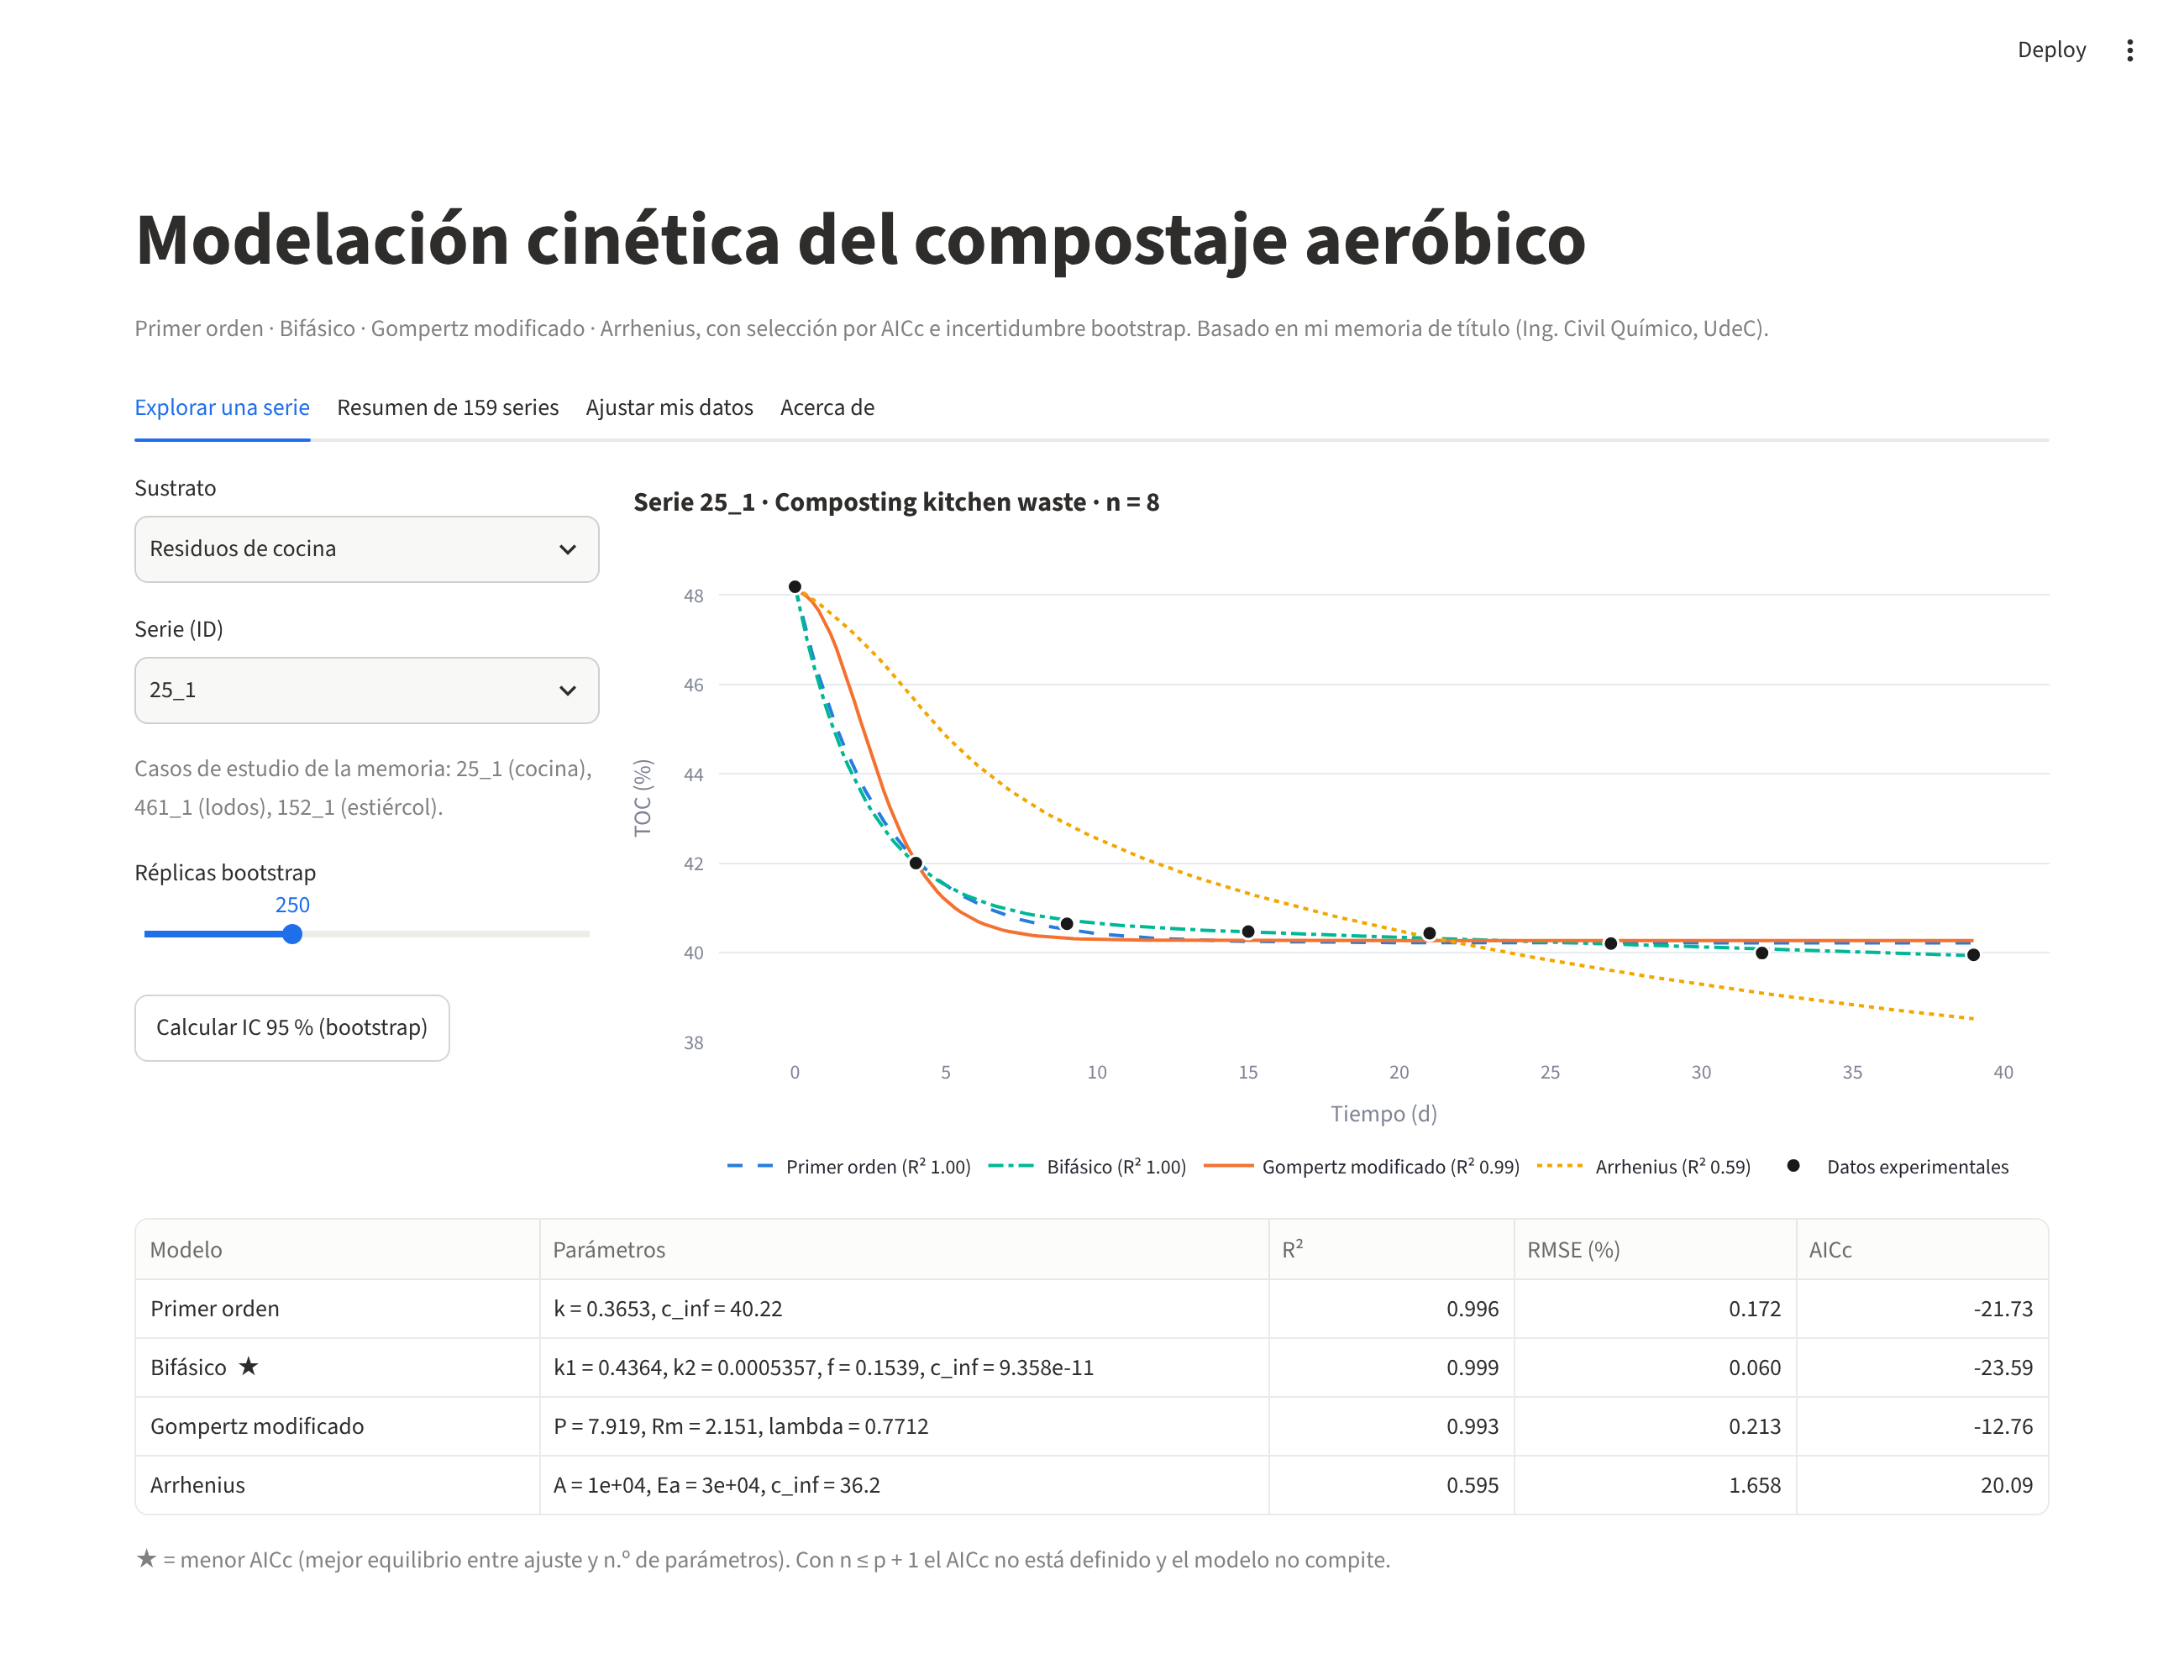 Deploy
Modelación cinética del compostaje aeróbico
Primer orden · Bifásico · Gompertz modificado · Arrhenius, con selección por AICc e incertidumbre bootstrap. Basado en mi memoria de título (Ing. Civil Químico, UdeC).
Explorar una serie Resumen de 159 series Ajustar mis datos Acerca de
Sustrato
Residuos de cocina
Serie (ID)
25_1
Casos de estudio de la memoria: 25_1 (cocina),
461_1 (lodos), 152_1 (estiércol).
Réplicas bootstrap
250
Calcular IC 95 % (bootstrap)
Serie 25_1 · Composting kitchen waste · n = 8
TOC (%)
48
46
44
42
40
38
0 5 10 15 20 25 30 35 40
Tiempo (d)
Primer orden (R² 1.00) Bifásico (R² 1.00) Gompertz modificado (R² 0.99) Arrhenius (R² 0.59) Datos experimentales
Modelo Parámetros R² RMSE (%) AICc
Primer orden k = 0.3653, c_inf = 40.22 0.996 0.172 -21.73
Bifásico ★ k1 = 0.4364, k2 = 0.0005357, f = 0.1539, c_inf = 9.358e-11 0.999 0.060 -23.59
Gompertz modificado P = 7.919, Rm = 2.151, lambda = 0.7712 0.993 0.213 -12.76
Arrhenius A = 1e+04, Ea = 3e+04, c_inf = 36.2 0.595 1.658 20.09
★ = menor AICc (mejor equilibrio entre ajuste y n.º de parámetros). Con n ≤ p + 1 el AICc no está definido y el modelo no compite.